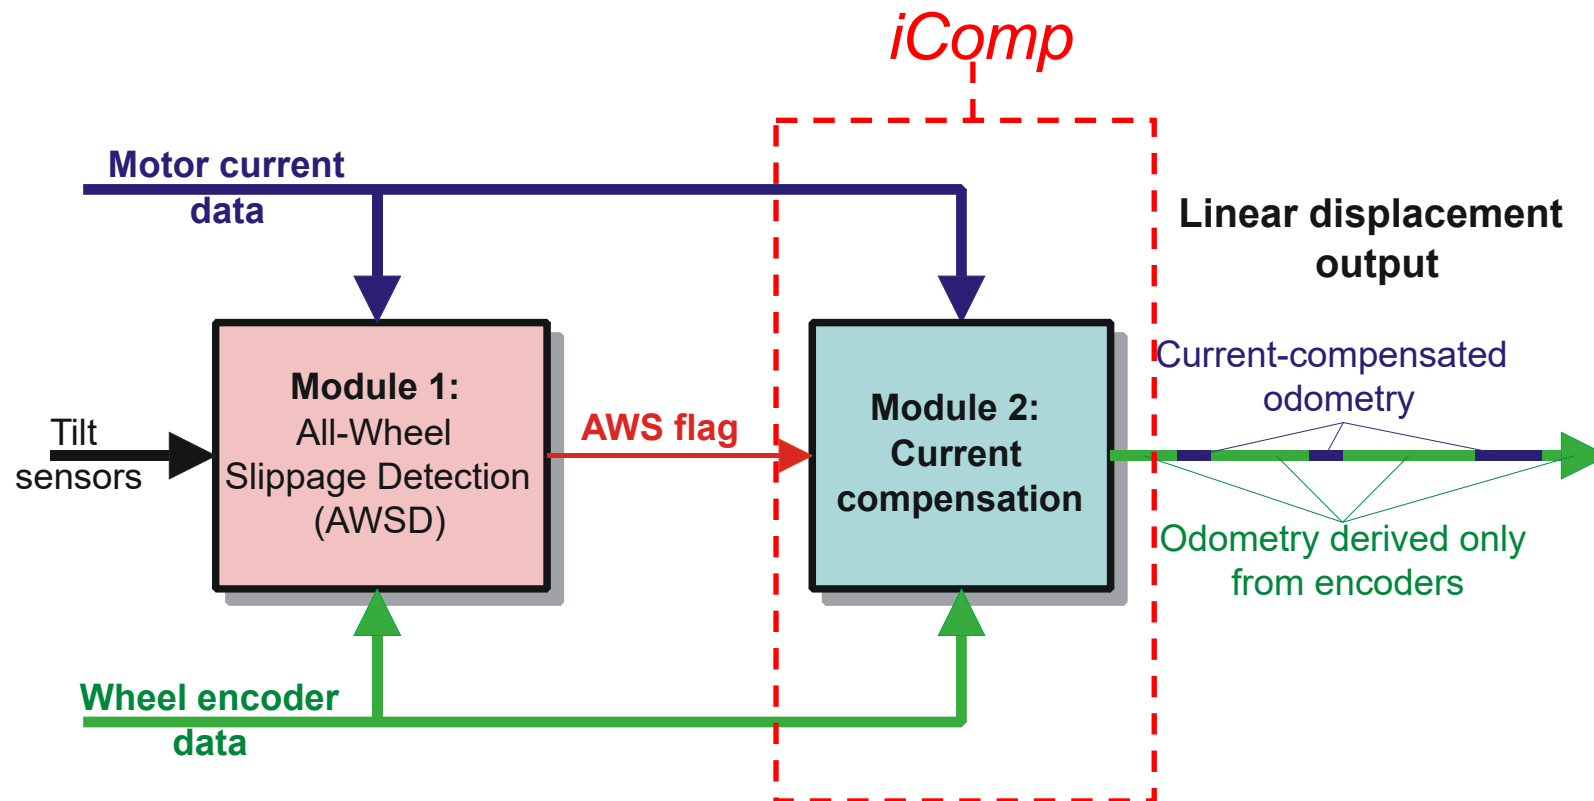 iComp
Motor current
data
Linear displacement
output
Current-compensated
odometry
Module 1:
All-Wheel
Slippage Detection
(AWSD)
Tilt
sensors
AWS flag
Module 2:
Current
compensation
Odometry derived only
from encoders
Wheel encoder
data